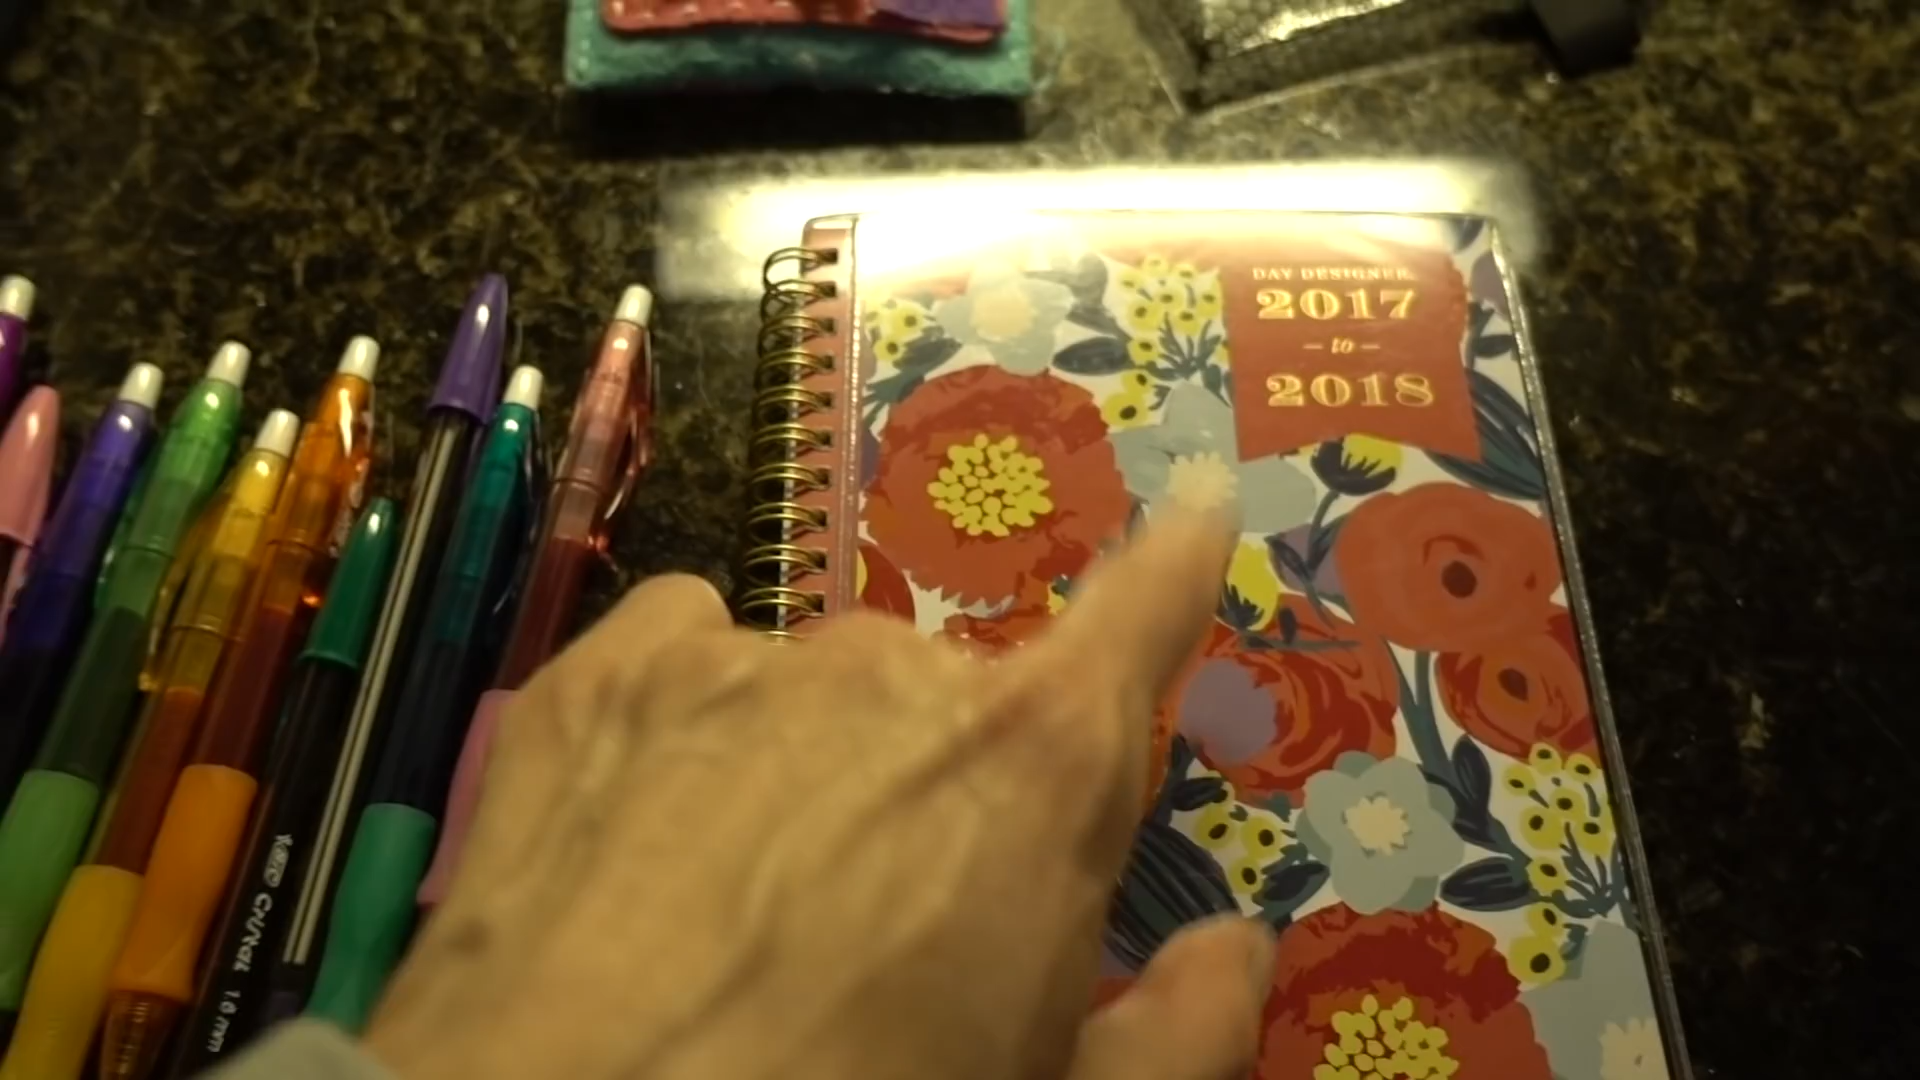 DAY DESIGNER
2017
- to -
2018
BIC Cristal 1.6 mm